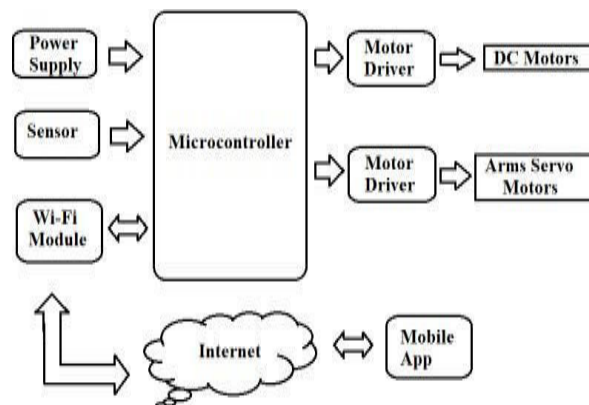 Power
Supply
Motor
Driver
DC Motors
Sensor
Microcontroller
Motor
Driver
Arms Servo
Motors
Wi-Fi
Module
Internet
Mobile
App